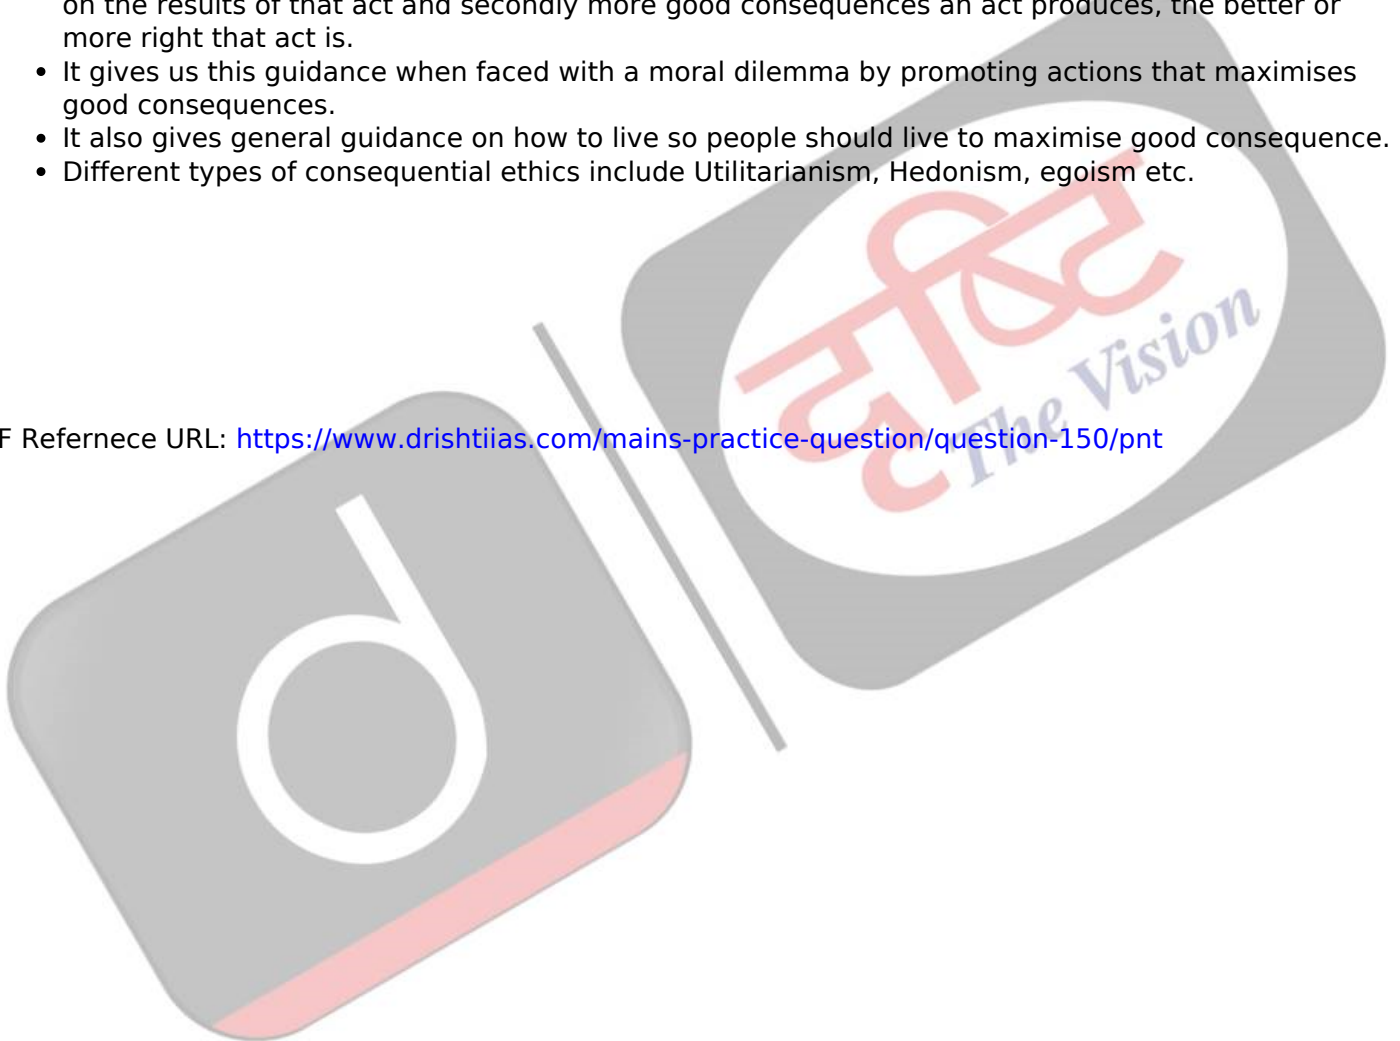 on the results of that act and secondly more good consequences an act produces, the better or
more right that act is.
• It gives us this guidance when faced with a moral dilemma by promoting actions that maximises
good consequences.
• It also gives general guidance on how to live so people should live to maximise good consequence.
• Different types of consequential ethics include Utilitarianism, Hedonism, egoism etc.
दृष्टि
The Vision
F Refernece URL: https://www.drishtiias.com/mains-practice-question/question-150/pnt
d